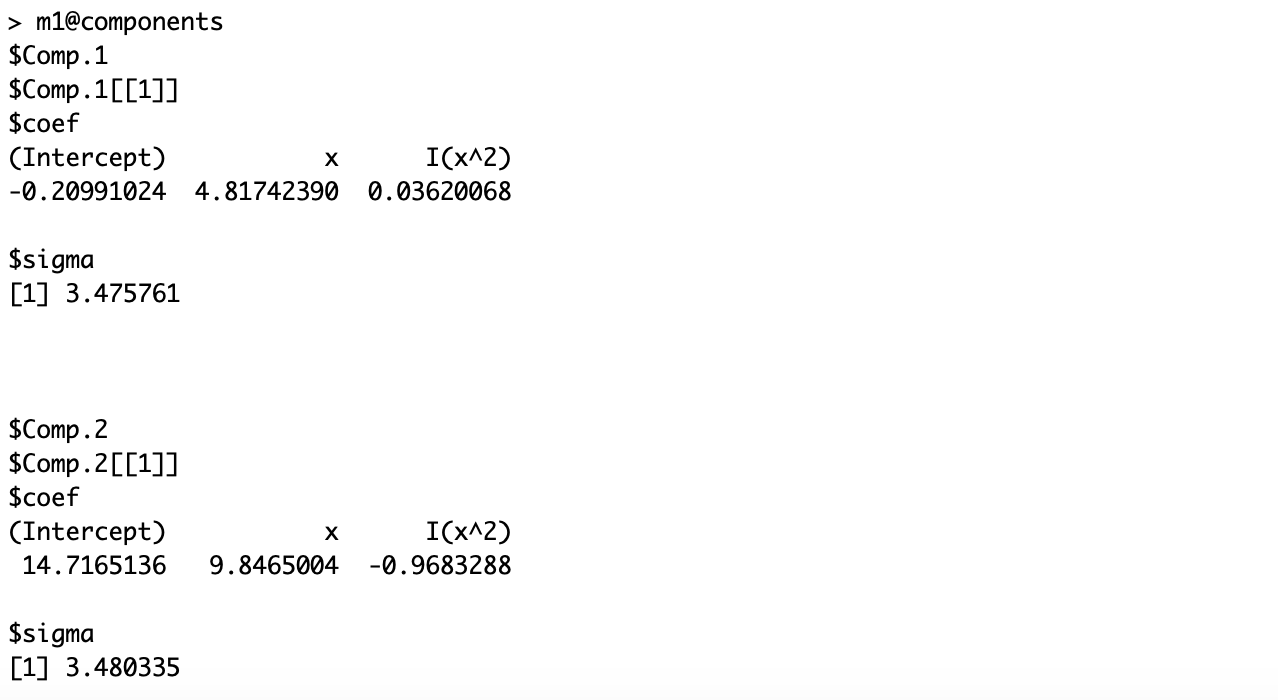 > m1@components
$Comp.1
$Comp.1[[1]]
$coef
(Intercept)           x      I(x^2)
-0.20991024  4.81742390  0.03620068
$sigma
[1] 3.475761
$Comp.2
$Comp.2[[1]]
$coef
(Intercept)           x      I(x^2)
 14.7165136   9.8465004  -0.9683288
$sigma
[1] 3.480335